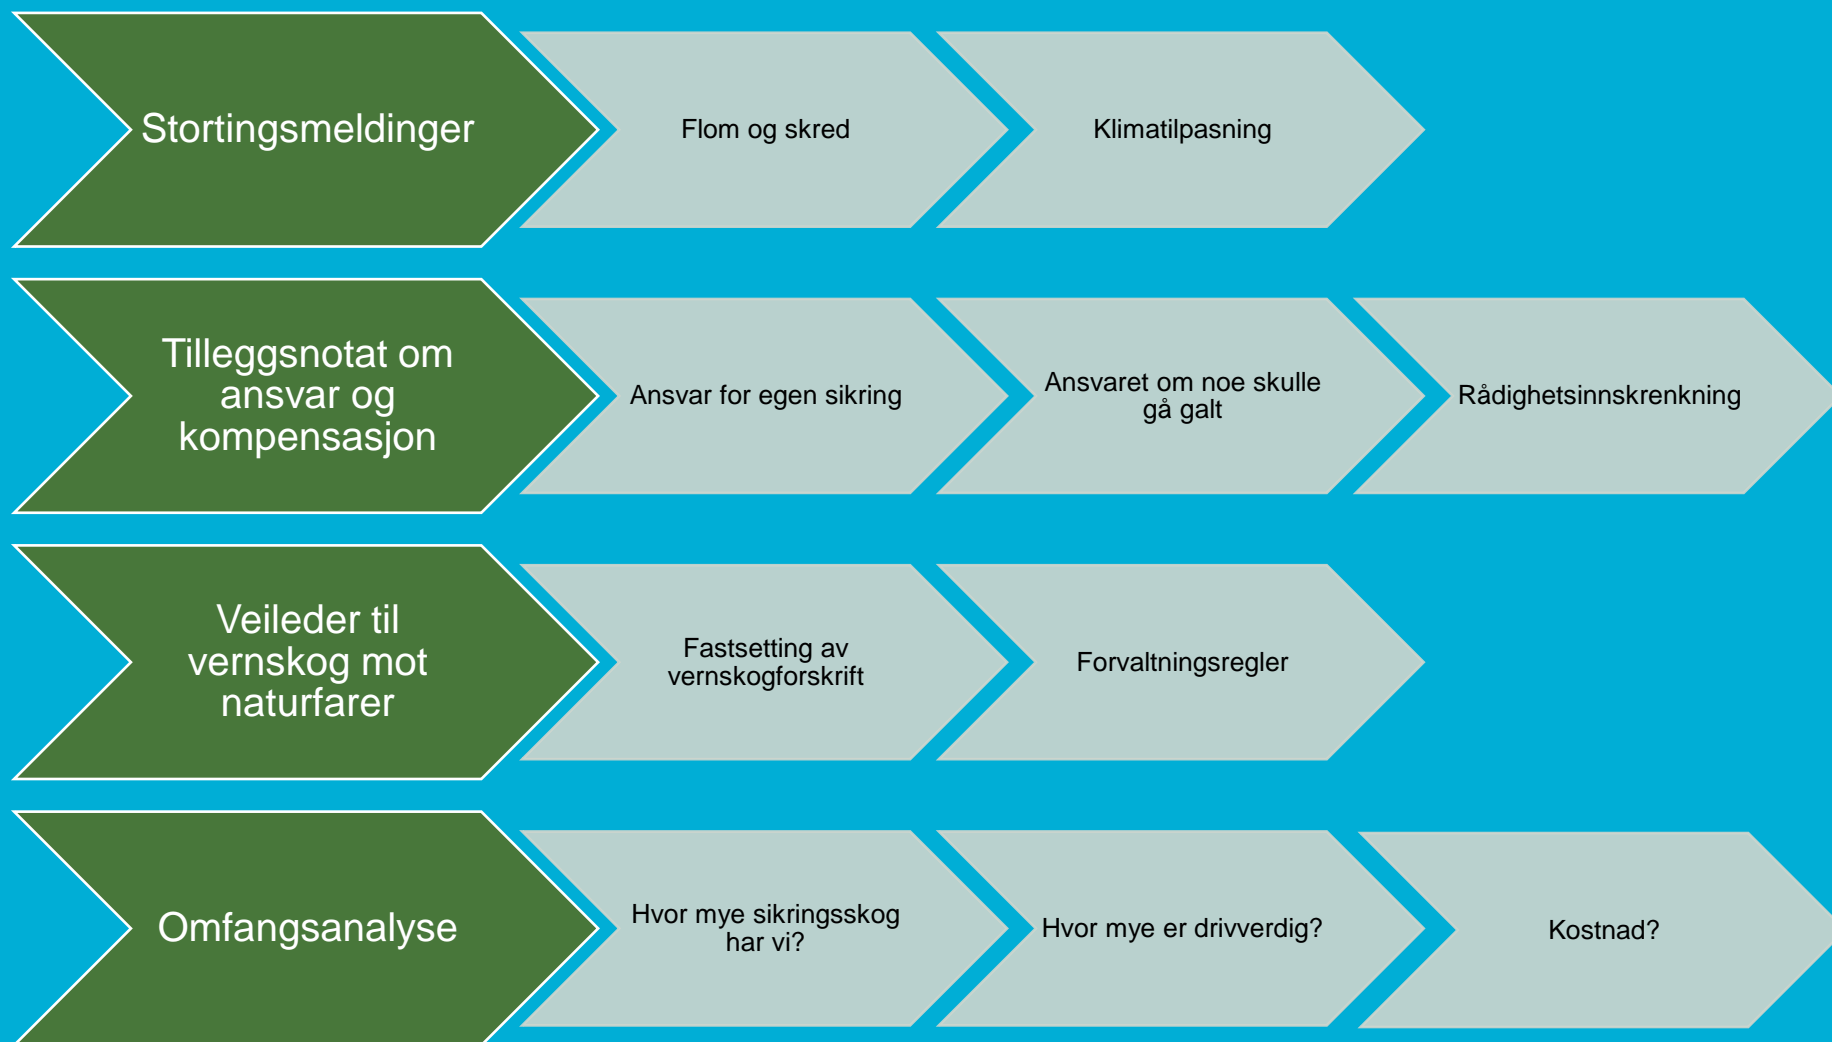 Stortingsmeldinger
Flom og skred
Klimatilpasning
Tilleggsnotat om
ansvar og
kompensasjon
Ansvar for egen sikring
Ansvaret om noe skulle
gå galt
Rådighetsinnskrenkning
Veileder til
vernskog mot
naturfarer
Fastsetting av
vernskogforskrift
Forvaltningsregler
Omfangsanalyse
Hvor mye sikringsskog
har vi?
Hvor mye er drivverdig?
Kostnad?